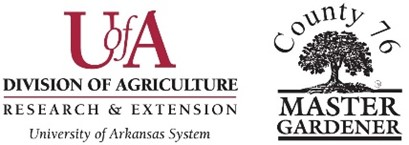 UofA
DIVISION OF AGRICULTURE
RESEARCH & EXTENSION
University of Arkansas System
County 76
MASTER
GARDENER